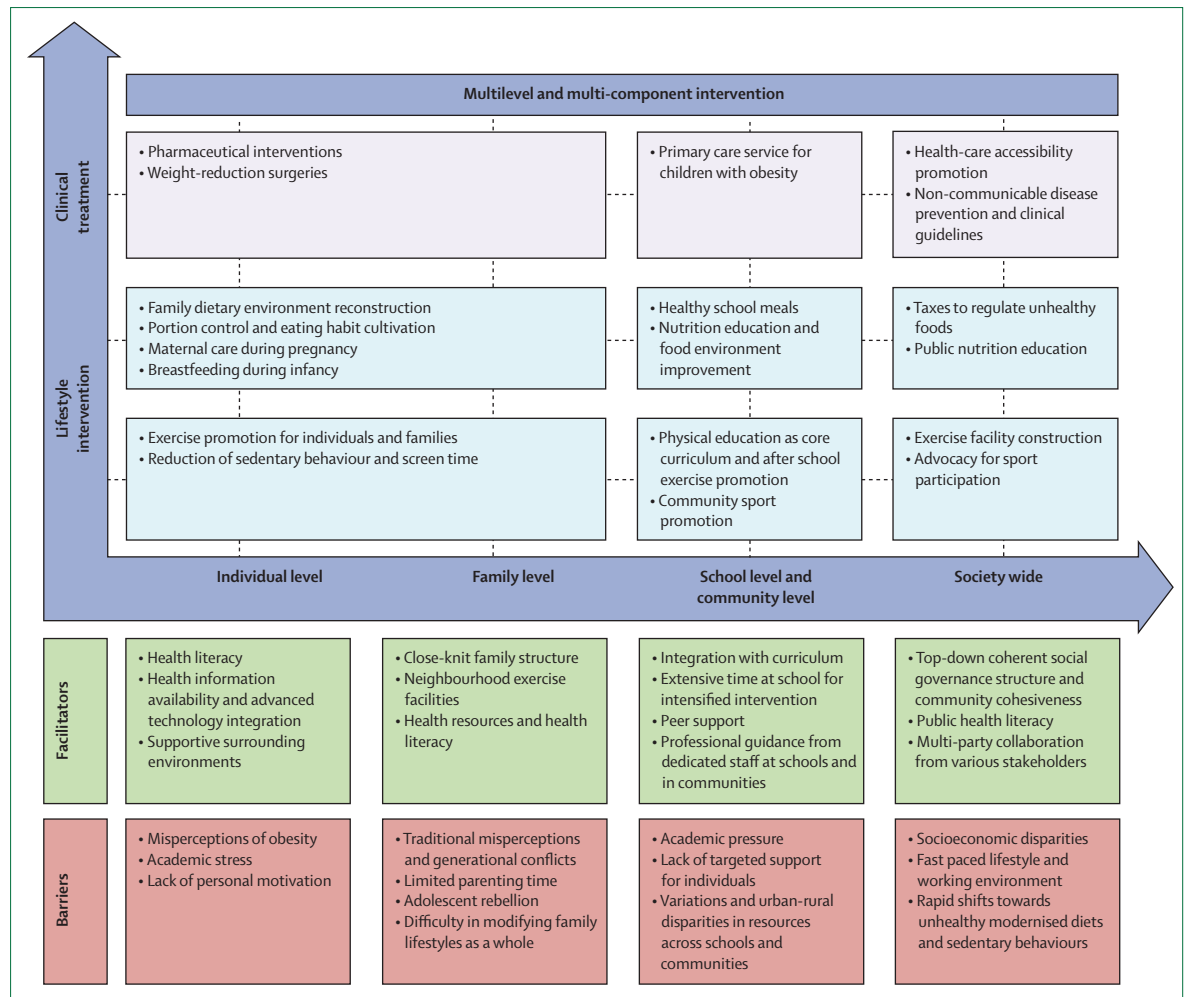 Multilevel and multi-component intervention
Clinical
treatment
• Pharmaceutical interventions
• Weight-reduction surgeries
• Primary care service for
children with obesity
• Health-care accessibility
promotion
• Non-communicable disease
prevention and clinical
guidelines
Lifestyle
intervention
• Family dietary environment reconstruction
• Portion control and eating habit cultivation
• Maternal care during pregnancy
• Breastfeeding during infancy
• Healthy school meals
• Nutrition education and
food environment
improvement
• Taxes to regulate unhealthy
foods
• Public nutrition education
• Exercise promotion for individuals and families
• Reduction of sedentary behaviour and screen time
• Physical education as core
curriculum and after school
exercise promotion
• Community sport
promotion
• Exercise facility construction
• Advocacy for sport
participation
Individual level
Family level
School level and
community level
Society wide
Facilitators
• Health literacy
• Health information
availability and advanced
technology integration
• Supportive surrounding
environments
• Close-knit family structure
• Neighbourhood exercise
facilities
• Health resources and health
literacy
• Integration with curriculum
• Extensive time at school for
intensified intervention
• Peer support
• Professional guidance from
dedicated staff at schools and
in communities
• Top-down coherent social
governance structure and
community cohesiveness
• Public health literacy
• Multi-party collaboration
from various stakeholders
Barriers
• Misperceptions of obesity
• Academic stress
• Lack of personal motivation
• Traditional misperceptions
and generational conflicts
• Limited parenting time
• Adolescent rebellion
• Difficulty in modifying family
lifestyles as a whole
• Academic pressure
• Lack of targeted support
for individuals
• Variations and urban-rural
disparities in resources
across schools and
communities
• Socioeconomic disparities
• Fast paced lifestyle and
working environment
• Rapid shifts towards
unhealthy modernised diets
and sedentary behaviours